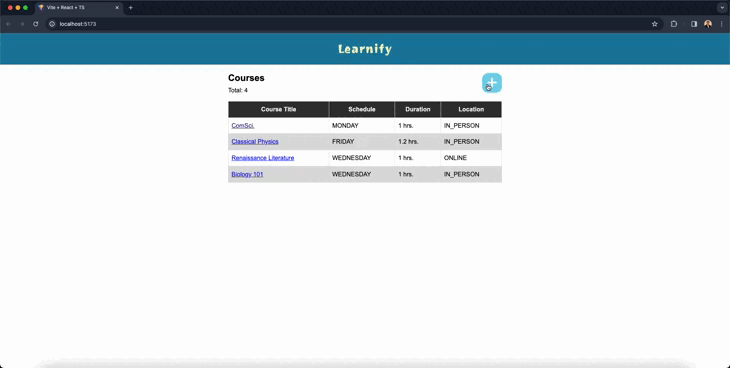 Vite + React + TS
localhost:5173
Learnify
Courses
Total: 4
Course Title Schedule Duration Location
ComSci. MONDAY 1 hrs. IN_PERSON
Classical Physics FRIDAY 1.2 hrs. IN_PERSON
Renaissance Literature WEDNESDAY 1 hrs. ONLINE
Biology 101 WEDNESDAY 1 hrs. IN_PERSON